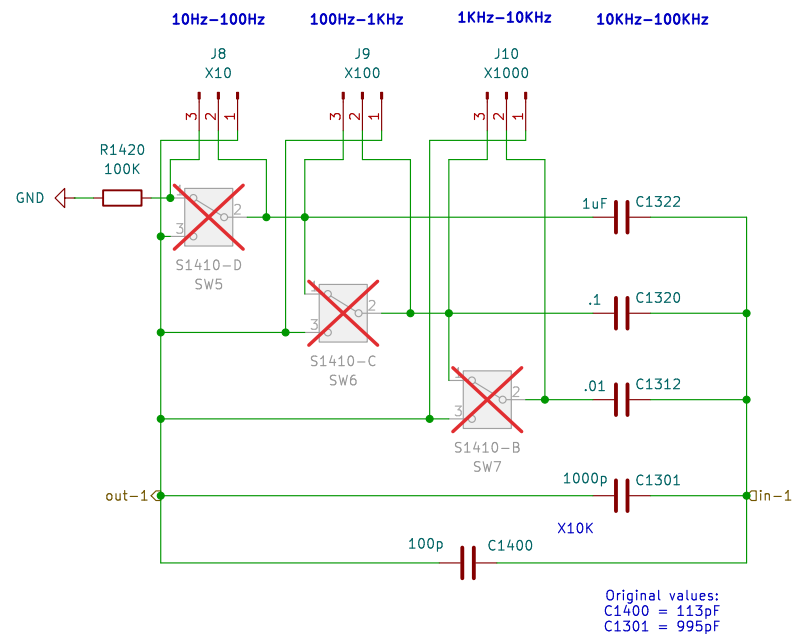 10Hz-100Hz 100Hz-1KHz 1KHz-10KHz 10KHz-100KHz
J8 J9 J10
X10 X100 X1000
3 2 1 3 2 1 3 2 1
R1420
100K
GND
1
2
3
S1410-D
SW5
1uF C1322
1
2
3
S1410-C
SW6
.1 C1320
1
2
3
S1410-B
SW7
.01 C1312
1000p C1301
out-1 in-1
X10K
100p C1400
Original values:
C1400 = 113pF
C1301 = 995pF